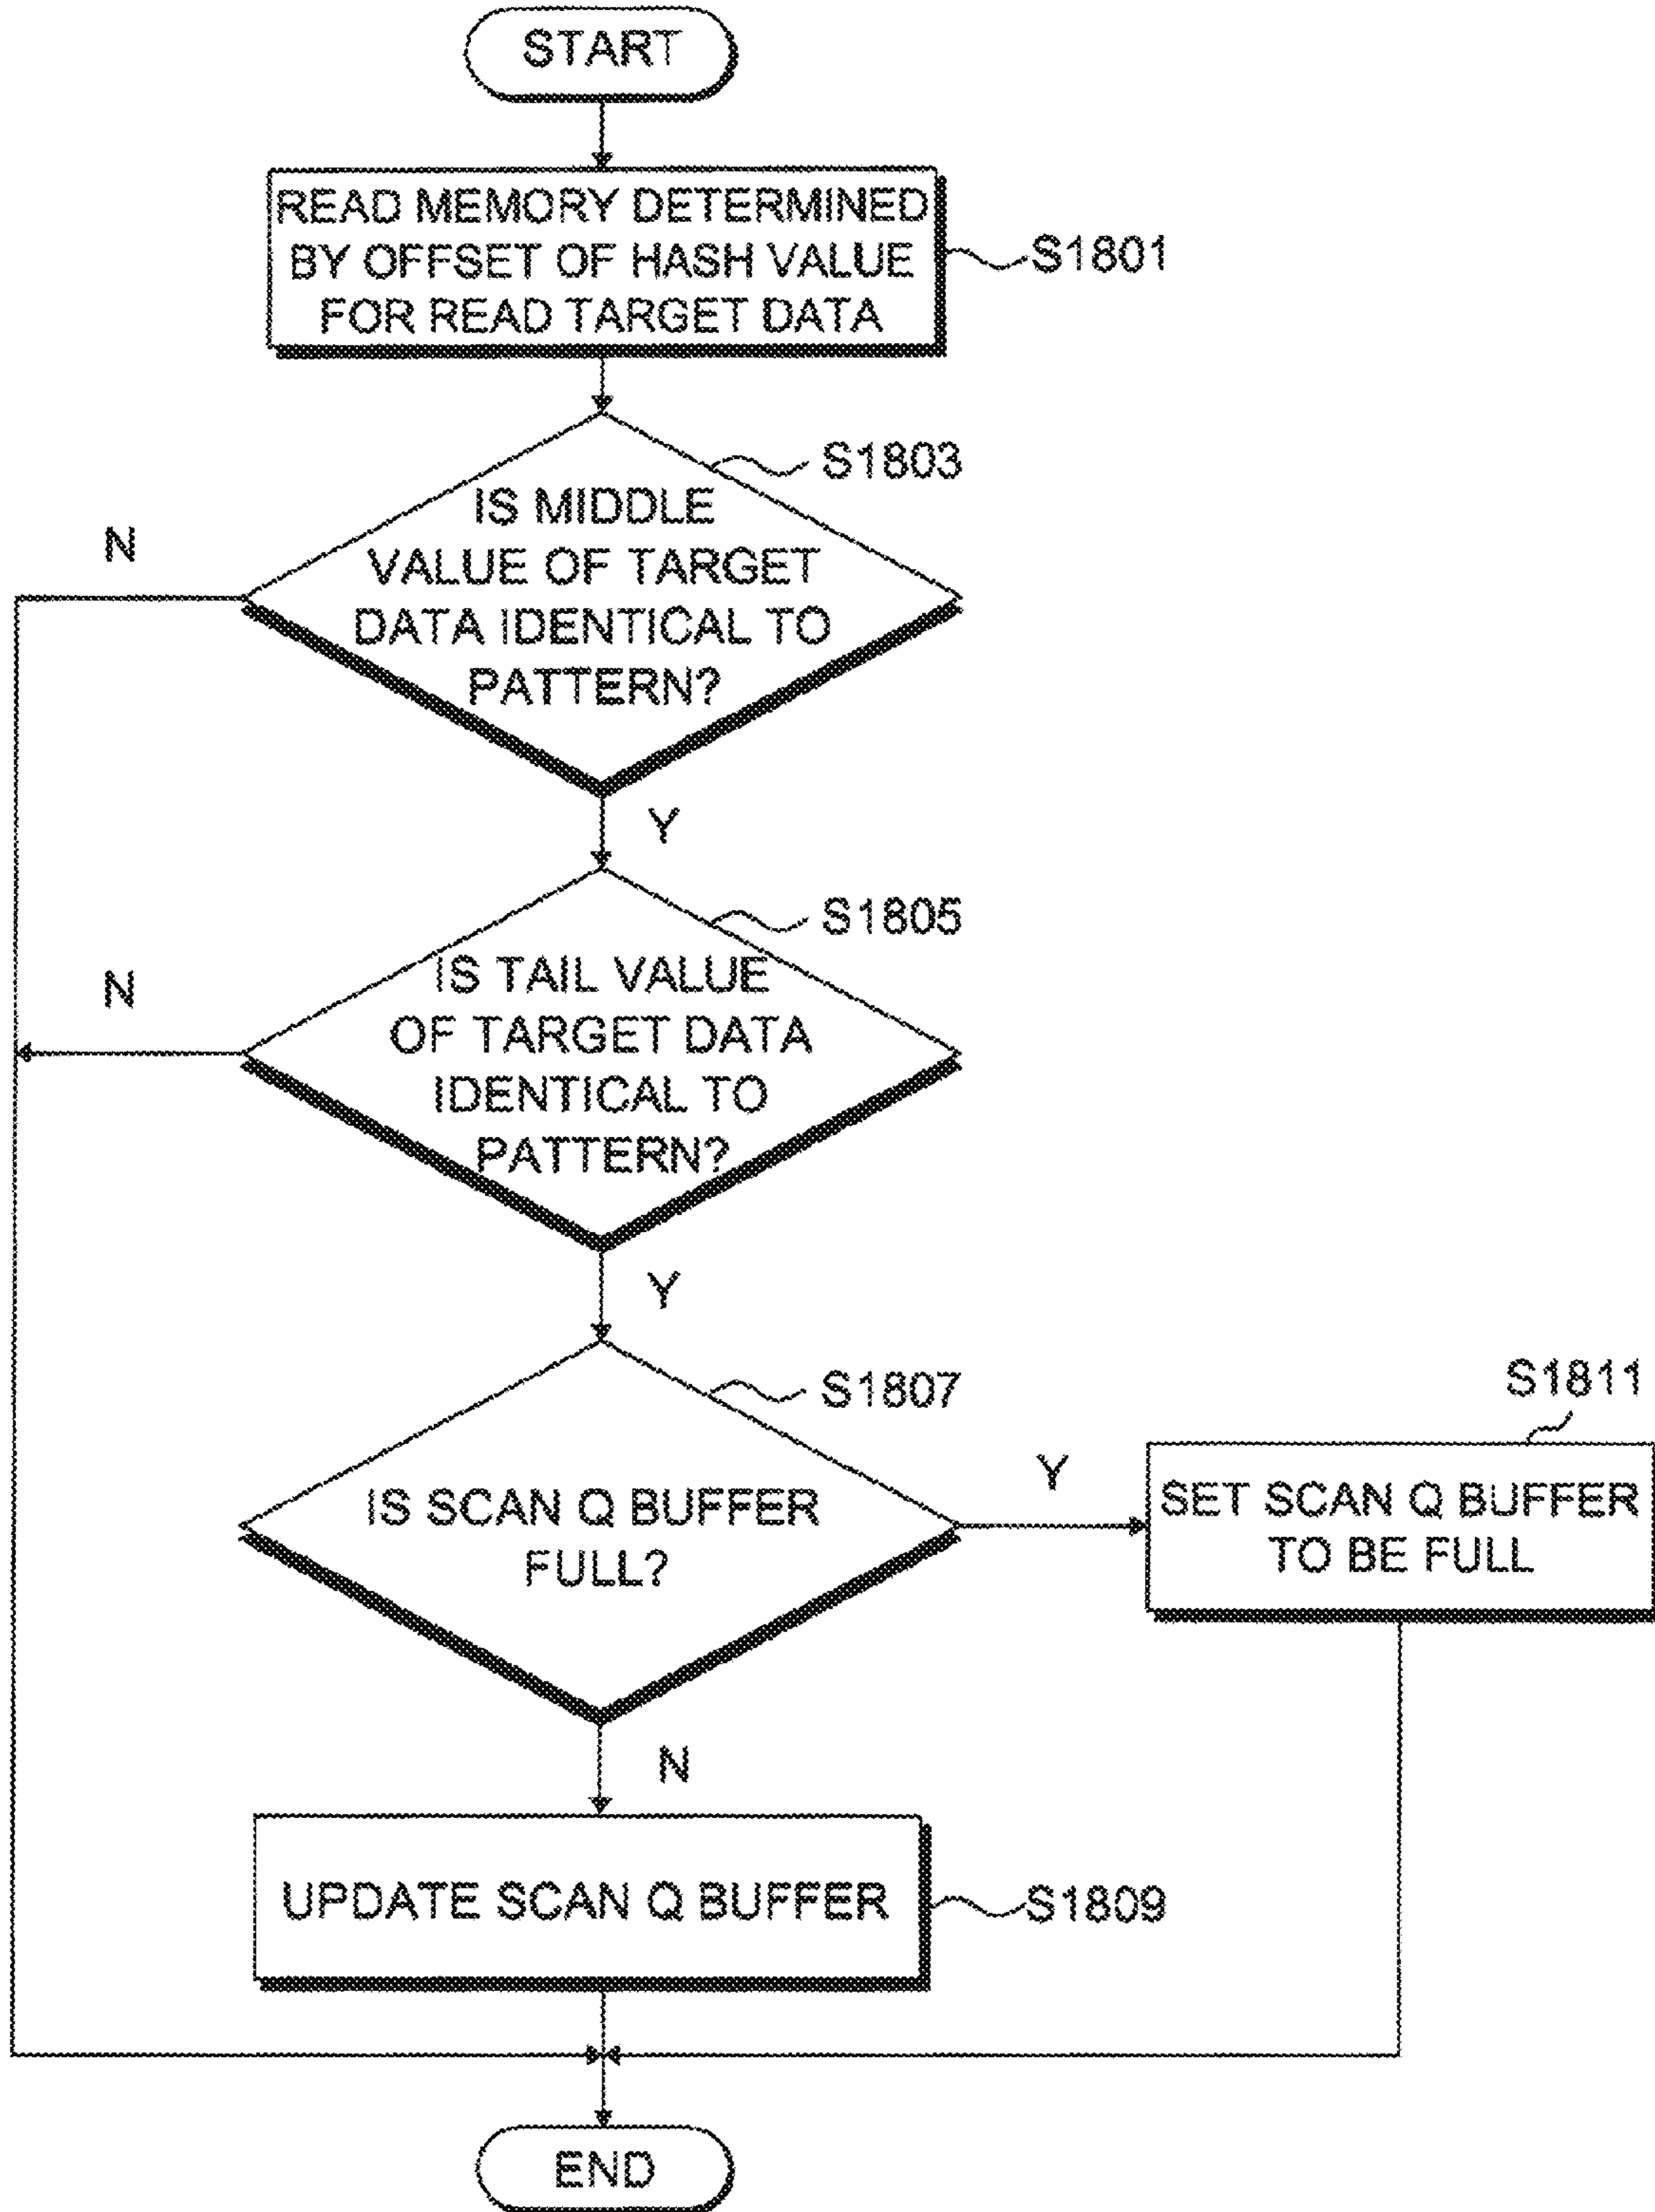 START
READ MEMORY DETERMINED
BY OFFSET OF HASH VALUE
FOR READ TARGET DATA
S1801
S1803
IS MIDDLE
VALUE OF TARGET
DATA IDENTICAL TO
PATTERN?
N
Y
S1805
IS TAIL VALUE
OF TARGET DATA
IDENTICAL TO
PATTERN?
N
Y
S1807
IS SCAN Q BUFFER
FULL?
Y
S1811
SET SCAN Q BUFFER
TO BE FULL
N
UPDATE SCAN Q BUFFER
S1809
END